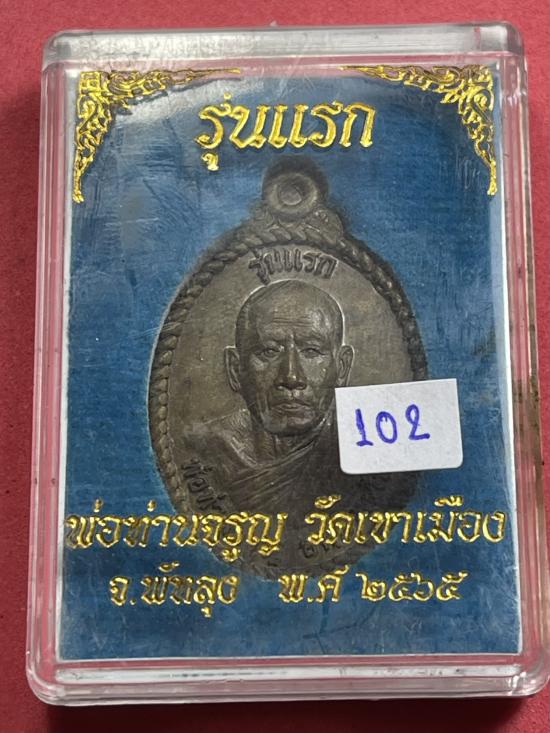 รุ่นแรก
รุ่นแรก
102
พ่อท่านจรูญ วัดเขาเมือง
จ.พัทลุง พ.ศ ๒๕๖๕